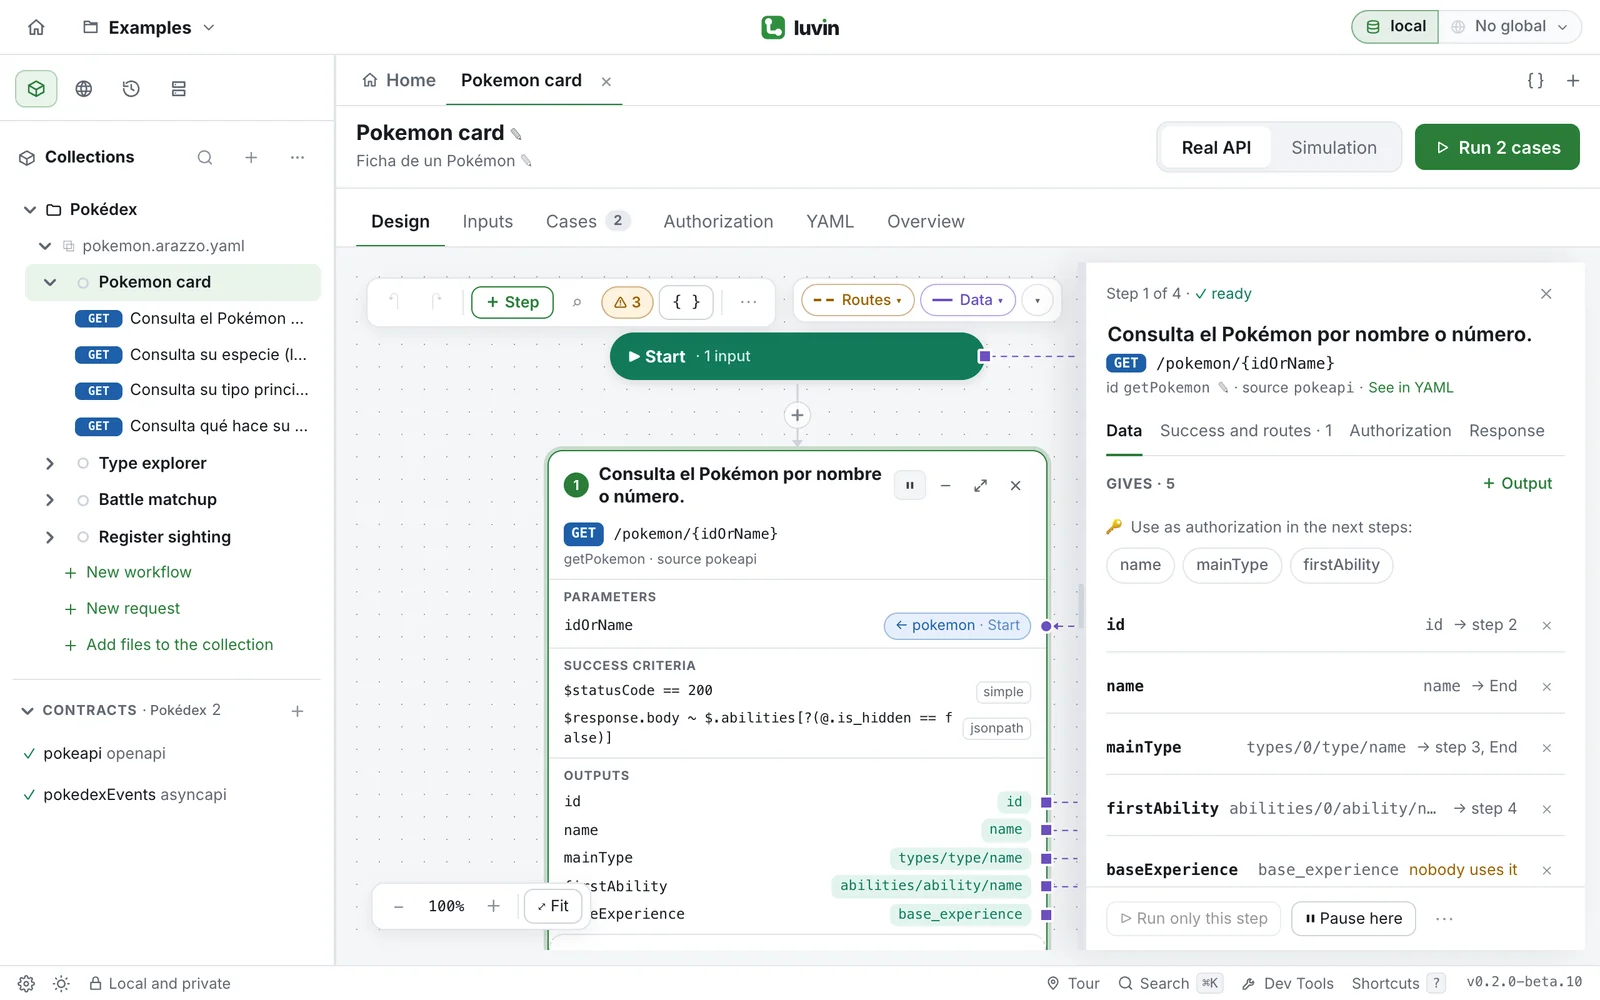 Examples
luvin
local
No global
Home
Pokemon card
{ }
Pokemon card
Ficha de un Pokémon
Real API
Simulation
Run 2 cases
Collections
Pokédex
pokemon.arazzo.yaml
Pokemon card
GET Consulta el Pokémon ...
GET Consulta su especie (l...
GET Consulta su tipo princi...
GET Consulta qué hace su ...
Type explorer
Battle matchup
Register sighting
+ New workflow
+ New request
+ Add files to the collection
CONTRACTS · Pokédex 2
pokeapi openapi
pokedexEvents asyncapi
Design
Inputs
Cases 2
Authorization
YAML
Overview
+ Step
3
{ }
...
Routes
Data
Start · 1 input
1
Consulta el Pokémon por nombre
o número.
GET /pokemon/{idOrName}
getPokemon · source pokeapi
PARAMETERS
idOrName
← pokemon · Start
SUCCESS CRITERIA
$statusCode == 200
simple
$response.body ~ $.abilities[?(@.is_hidden == f
alse)]
jsonpath
OUTPUTS
id id
name name
mainType types/type/name
firstAbility abilities/ability/name
eExperience base_experience
− 100% +
Fit
Step 1 of 4 · ✓ ready
Consulta el Pokémon por nombre o número.
GET /pokemon/{idOrName}
id getPokemon · source pokeapi · See in YAML
Data
Success and routes · 1
Authorization
Response
GIVES · 5
+ Output
Use as authorization in the next steps:
name
mainType
firstAbility
id id → step 2
name name → End
mainType types/0/type/name → step 3, End
firstAbility abilities/0/ability/n… → step 4
baseExperience base_experience nobody uses it
Run only this step
Pause here
...
Local and private
Tour
Search ⌘K
Dev Tools
Shortcuts ?
v0.2.0-beta.10